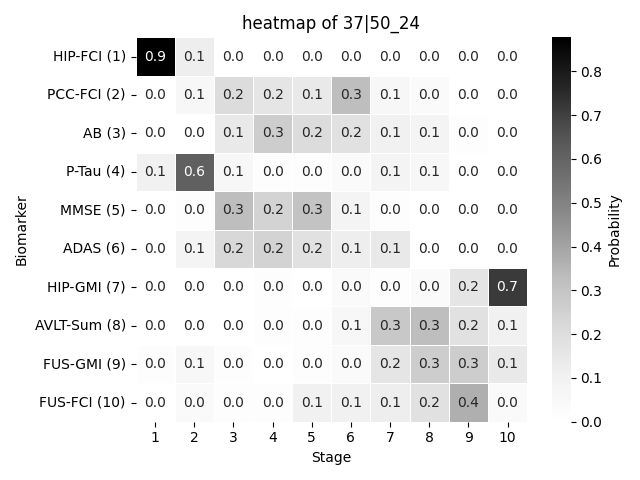 heatmap of 37|50_24
HIP-FCI (1) 0.9 0.1 0.0 0.0 0.0 0.0 0.0 0.0 0.0 0.0
PCC-FCI (2) 0.0 0.1 0.2 0.2 0.1 0.3 0.1 0.0 0.0 0.0
AB (3) 0.0 0.0 0.1 0.3 0.2 0.2 0.1 0.1 0.0 0.0
P-Tau (4) 0.1 0.6 0.1 0.0 0.0 0.0 0.1 0.1 0.0 0.0
MMSE (5) 0.0 0.0 0.3 0.2 0.3 0.1 0.0 0.0 0.0 0.0
ADAS (6) 0.0 0.1 0.2 0.2 0.2 0.1 0.1 0.0 0.0 0.0
HIP-GMI (7) 0.0 0.0 0.0 0.0 0.0 0.0 0.0 0.0 0.2 0.7
AVLT-Sum (8) 0.0 0.0 0.0 0.0 0.0 0.1 0.3 0.3 0.2 0.1
FUS-GMI (9) 0.0 0.1 0.0 0.0 0.0 0.0 0.2 0.3 0.3 0.1
FUS-FCI (10) 0.0 0.0 0.0 0.0 0.1 0.1 0.1 0.2 0.4 0.0
1 2 3 4 5 6 7 8 9 10
Stage
Biomarker
0.8
0.7
0.6
0.5
0.4
0.3
0.2
0.1
0.0
Probability